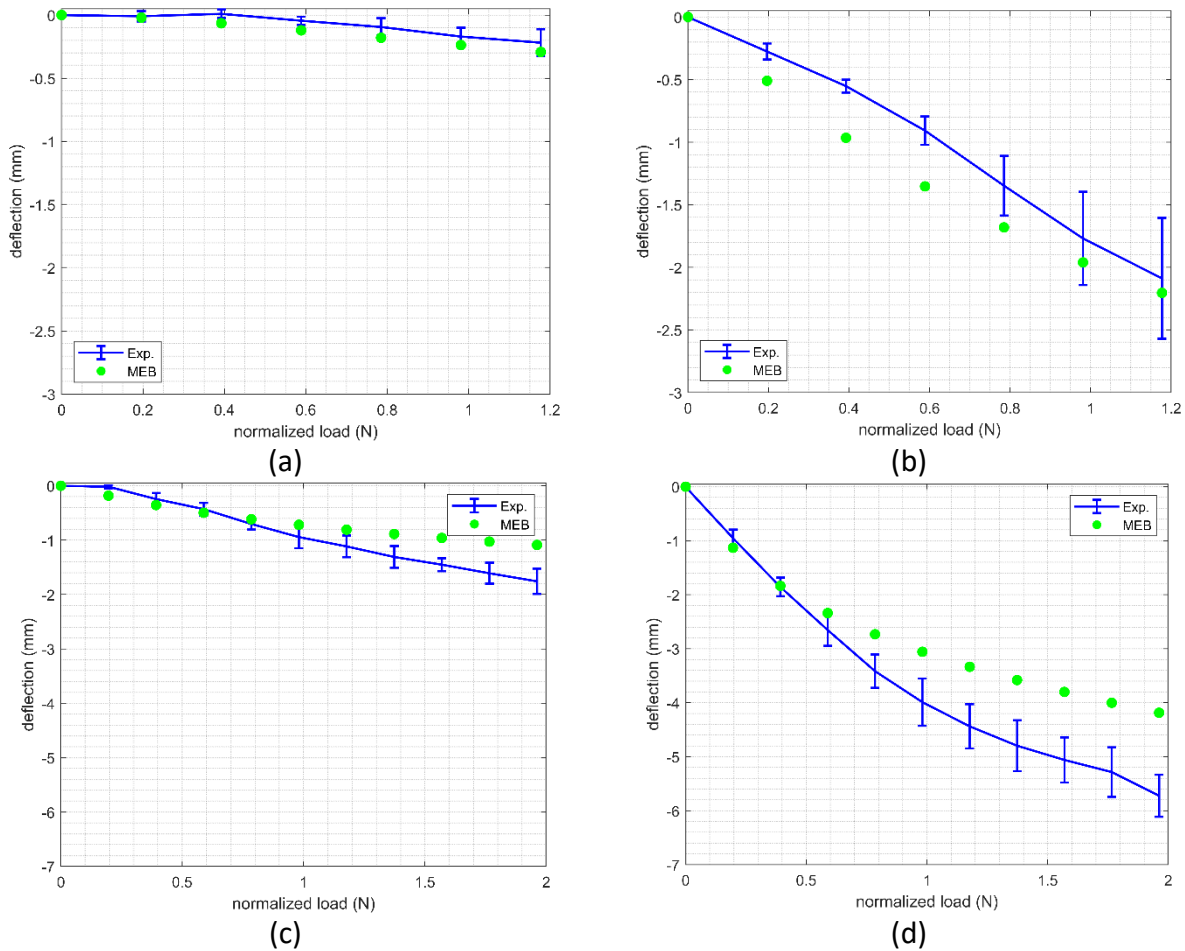 0
-0.5
-1
-1.5
-2
-2.5
-3
deflection (mm)
Exp.
MEB
0 0.2 0.4 0.6 0.8 1 1.2
normalized load (N)
(a)
0
-0.5
-1
-1.5
-2
-2.5
-3
deflection (mm)
Exp.
MEB
0 0.2 0.4 0.6 0.8 1 1.2
normalized load (N)
(b)
0
-1
-2
-3
-4
-5
-6
-7
deflection (mm)
Exp.
MEB
0 0.5 1 1.5 2
normalized load (N)
(c)
0
-1
-2
-3
-4
-5
-6
-7
deflection (mm)
Exp.
MEB
0 0.5 1 1.5 2
normalized load (N)
(d)